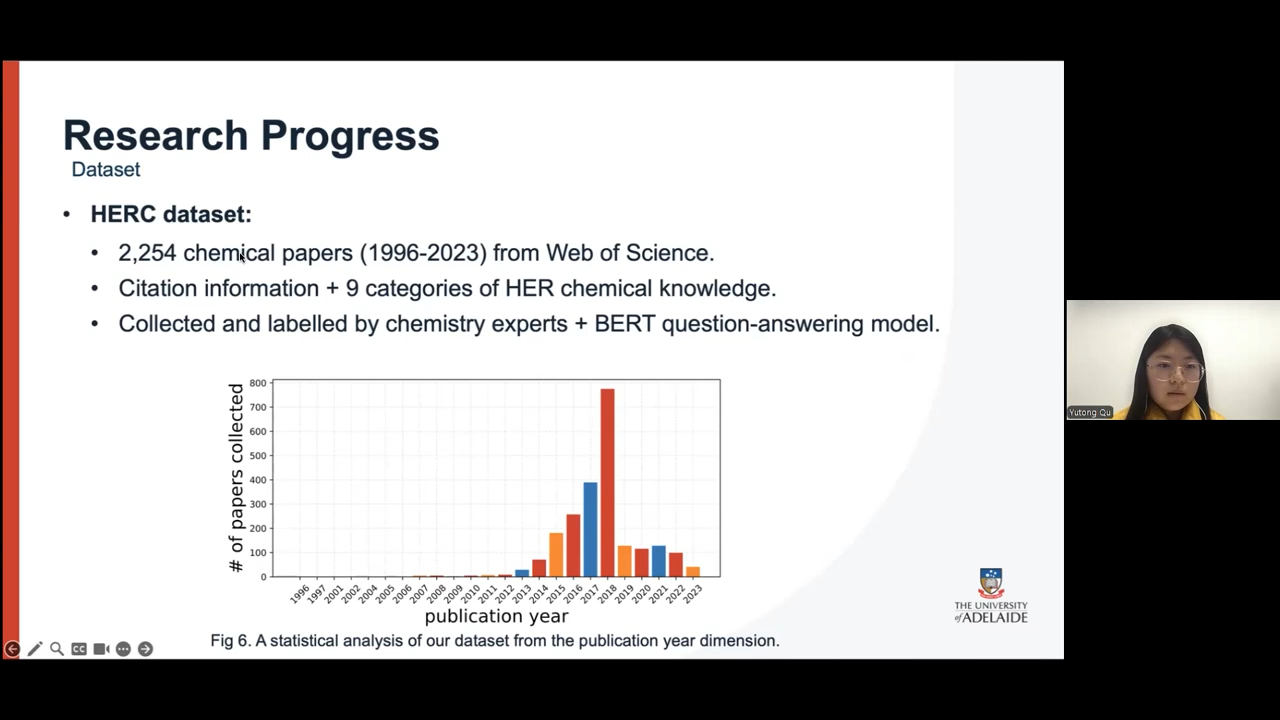 Research Progress
Dataset
• HERC dataset:
• 2,254 chemical papers (1996-2023) from Web of Science.
• Citation information + 9 categories of HER chemical knowledge.
• Collected and labelled by chemistry experts + BERT question-answering model.
# of papers collected
800
700
600
500
400
300
200
100
0
1996 1997 2001 2002 2004 2005 2006 2007 2008 2009 2010 2011 2012 2013 2014 2015 2016 2017 2018 2019 2020 2021 2022 2023
publication year
Fig 6. A statistical analysis of our dataset from the publication year dimension.
THE UNIVERSITY
of ADELAIDE
CC
Yutong Qu